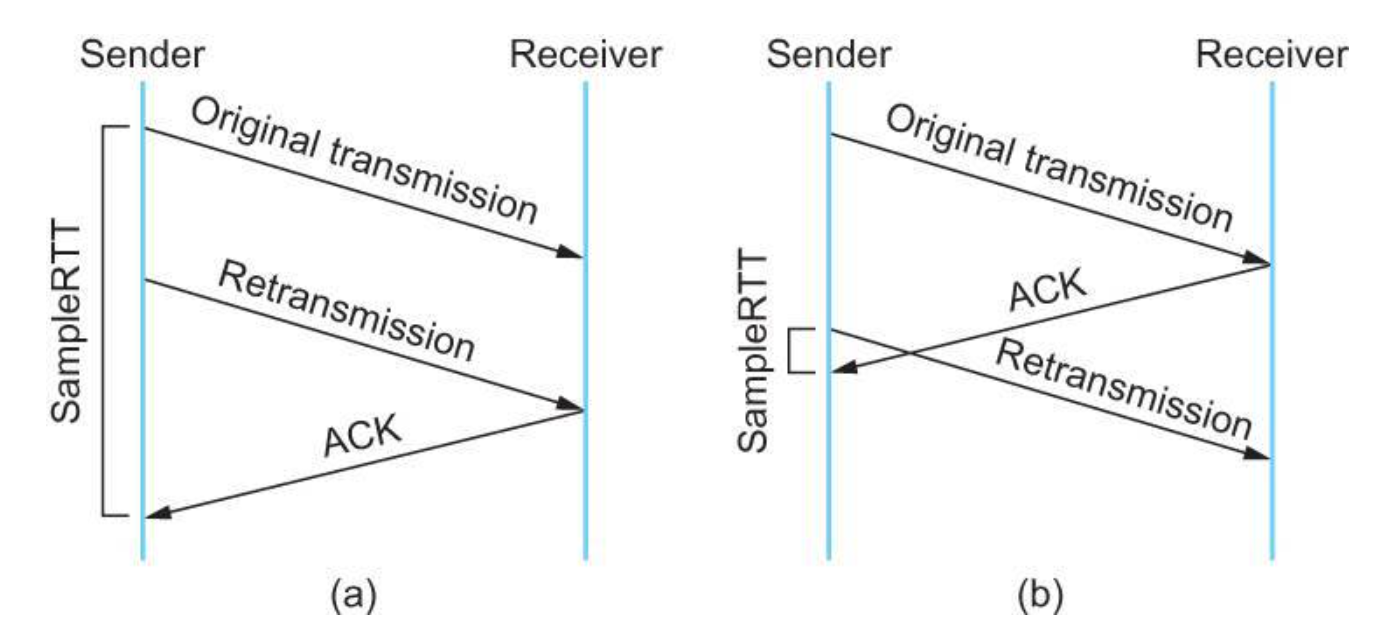 Sender
Receiver
Original transmission
Retransmission
ACK
SampleRTT
(a)
Sender
Receiver
Original transmission
ACK
Retransmission
SampleRTT
(b)